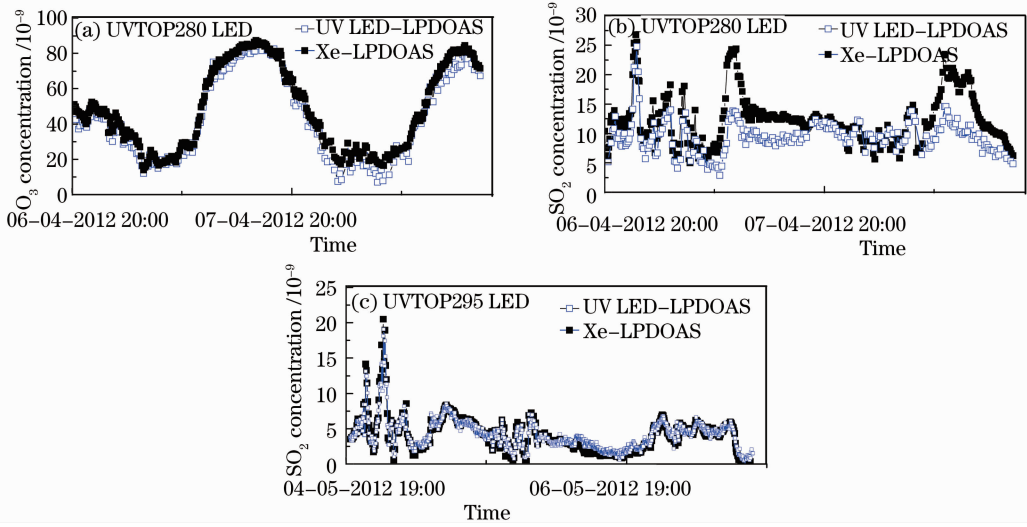 (a) UVTOP280 LED
UV LED-LPDOAS
Xe-LPDOAS
O3 concentration /10-9
100
80
60
40
20
0
06-04-2012 20:00
07-04-2012 20:00
Time
(b) UVTOP280 LED
UV LED-LPDOAS
Xe-LPDOAS
SO2 concentration /10-9
30
25
20
15
10
5
0
06-04-2012 20:00
07-04-2012 20:00
Time
(c) UVTOP295 LED
UV LED-LPDOAS
Xe-LPDOAS
SO2 concentration /10-9
25
20
15
10
5
0
04-05-2012 19:00
06-05-2012 19:00
Time